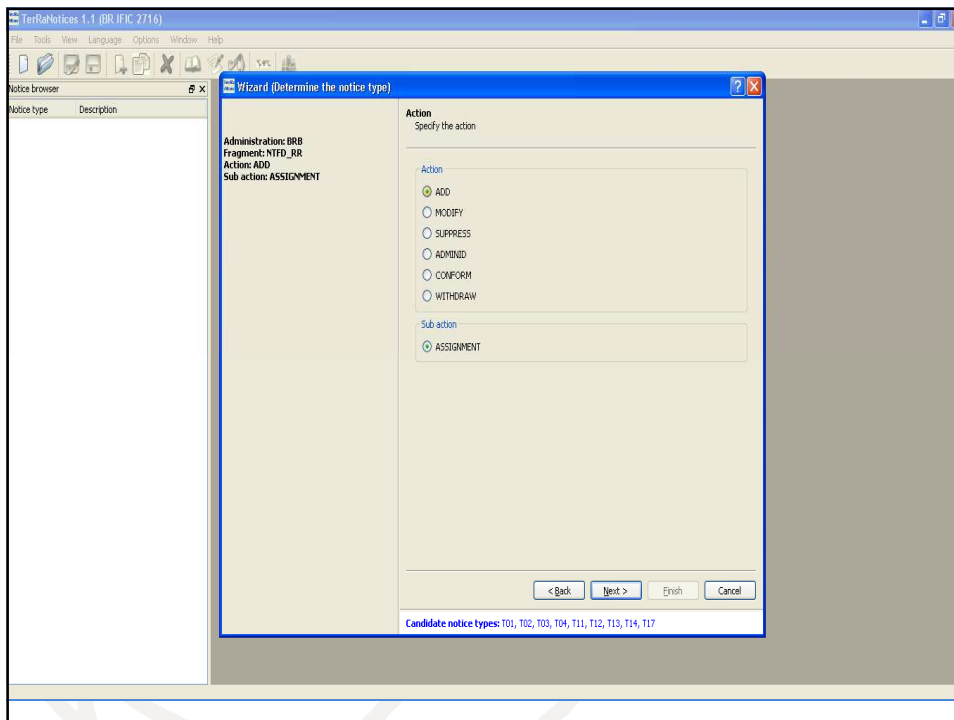 TerRaNotices 1.1 (BR IFIC 2716)
File Tools View Language Options Window Help
Notice browser
Notice type Description
Wizard (Determine the notice type)
Administration: BRB
Fragment: NTFD_RR
Action: ADD
Sub action: ASSIGNMENT
Action
Specify the action
Action
ADD
MODIFY
SUPPRESS
ADMINID
CONFORM
WITHDRAW
Sub action
ASSIGNMENT
< Back Next > Finish Cancel
Candidate notice types: T01, T02, T03, T04, T11, T12, T13, T14, T17